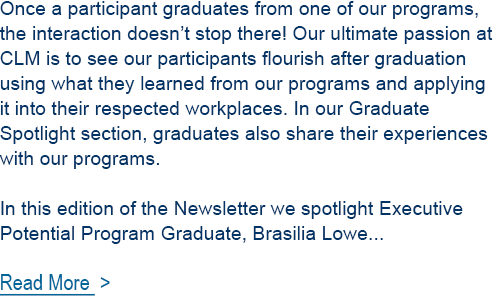 Once a participant graduates from one of our programs,
the interaction doesn’t stop there! Our ultimate passion at
CLM is to see our participants flourish after graduation
using what they learned from our programs and applying
it into their respected workplaces. In our Graduate
Spotlight section, graduates also share their experiences
with our programs.

In this edition of the Newsletter we spotlight Executive
Potential Program Graduate, Brasilia Lowe...

Read More >